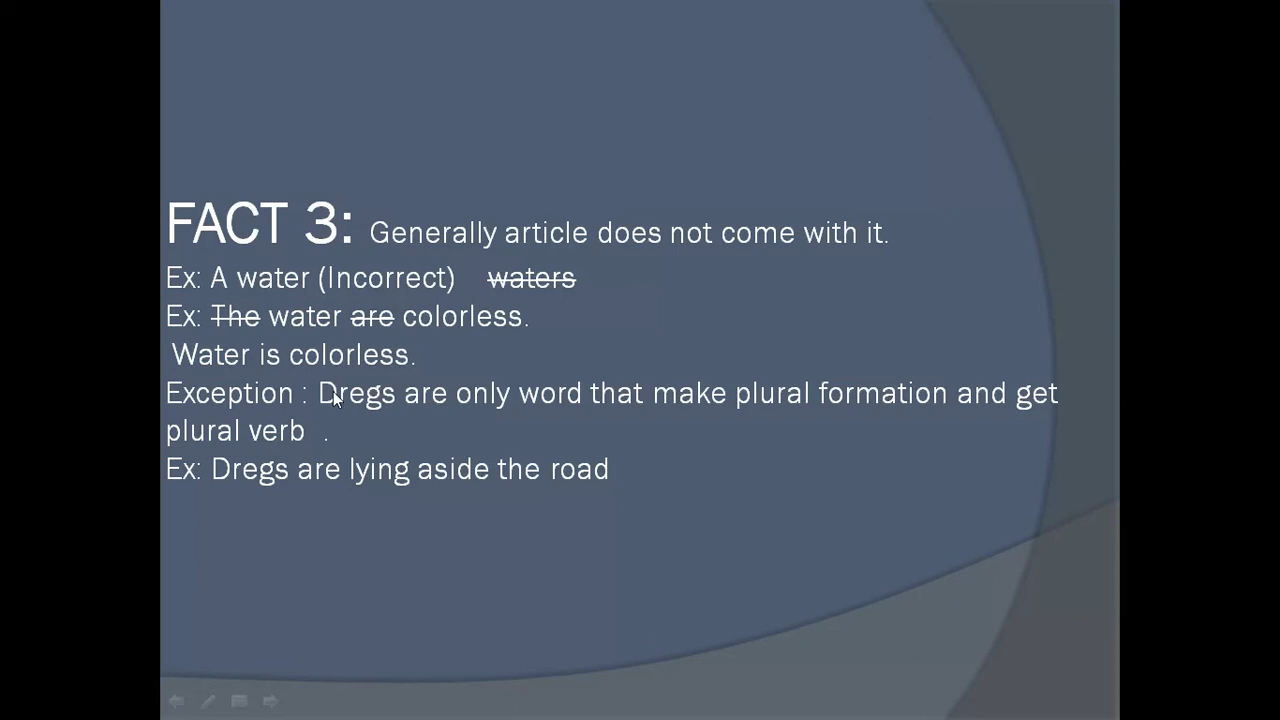 FACT 3: Generally article does not come with it.
Ex: A water (Incorrect) waters
Ex: The water are colorless.
Water is colorless.
Exception : Dregs are only word that make plural formation and get
plural verb .
Ex: Dregs are lying aside the road